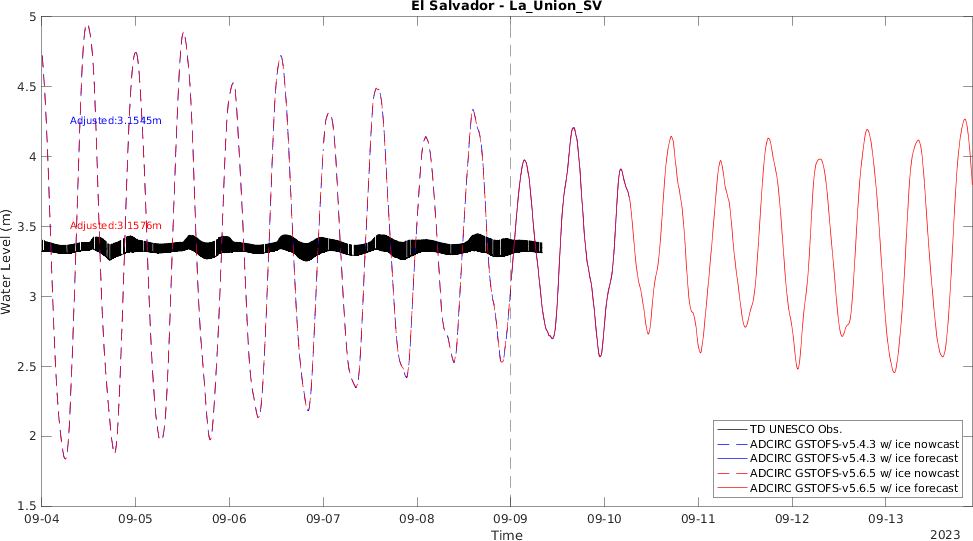 El Salvador - La_Union_SV
5
4.5
4
3.5
3
2.5
2
1.5
Water Level (m)
Adjusted:3.1545m
Adjusted:3.1576m
TD UNESCO Obs.
ADCIRC GSTOFS-v5.4.3 w/ ice nowcast
ADCIRC GSTOFS-v5.4.3 w/ ice forecast
ADCIRC GSTOFS-v5.6.5 w/ ice nowcast
ADCIRC GSTOFS-v5.6.5 w/ ice forecast
09-04 09-05 09-06 09-07 09-08 09-09 09-10 09-11 09-12 09-13
Time
2023